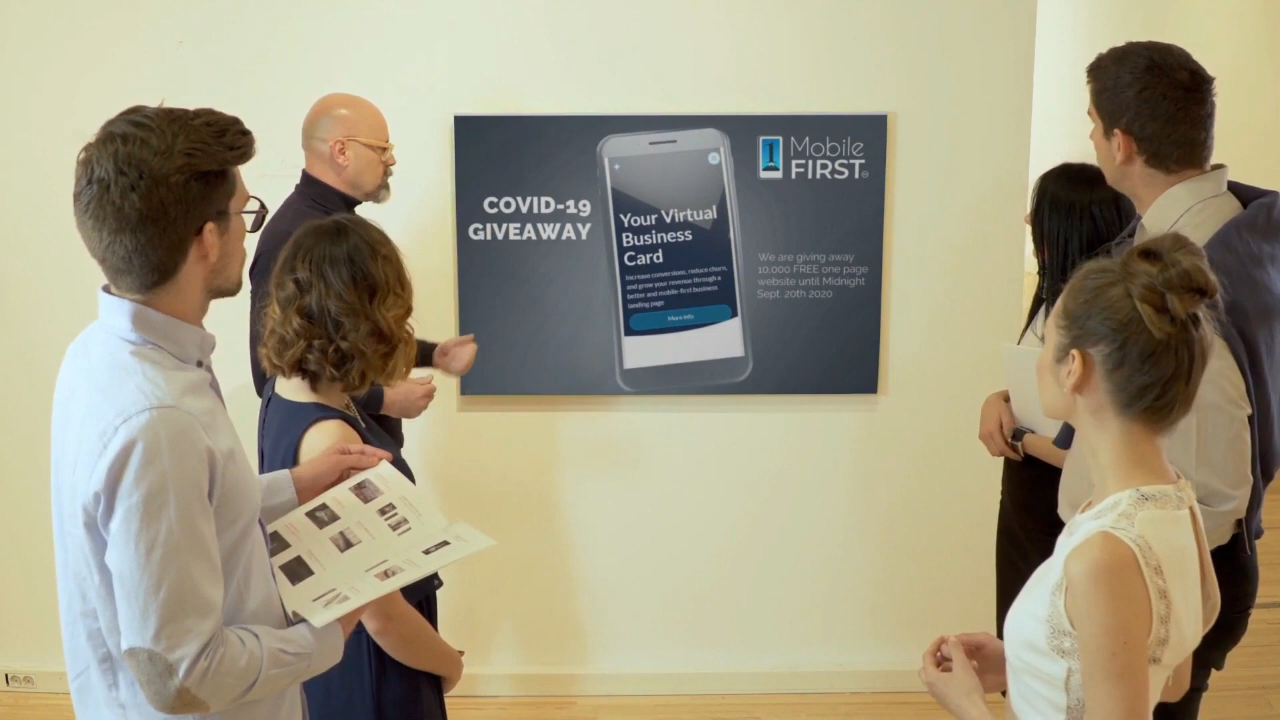 COVID-19
GIVEAWAY
Your Virtual
Business
Card
Increase conversions, reduce churn,
and grow your revenue through a
better and mobile-first business
landing page
More info
1
Mobile
FIRST
We are giving away
10,000 FREE one page
website until Midnight
Sept. 20th 2020